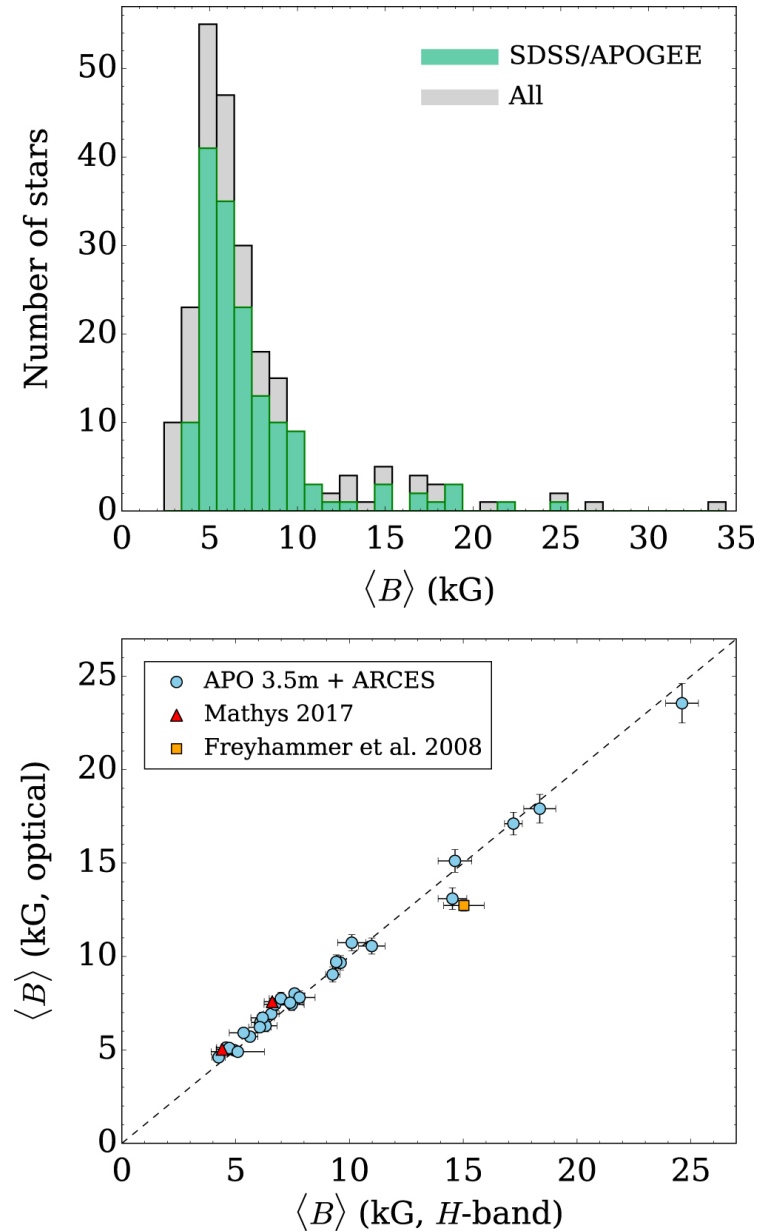 50
40
30
20
10
0
Number of stars
SDSS/APOGEE
All
0 5 10 15 20 25 30 35
⟨B⟩ (kG)
25
20
15
10
5
0
⟨B⟩ (kG, optical)
APO 3.5m + ARCES
Mathys 2017
Freyhammer et al. 2008
0 5 10 15 20 25
⟨B⟩ (kG, H-band)